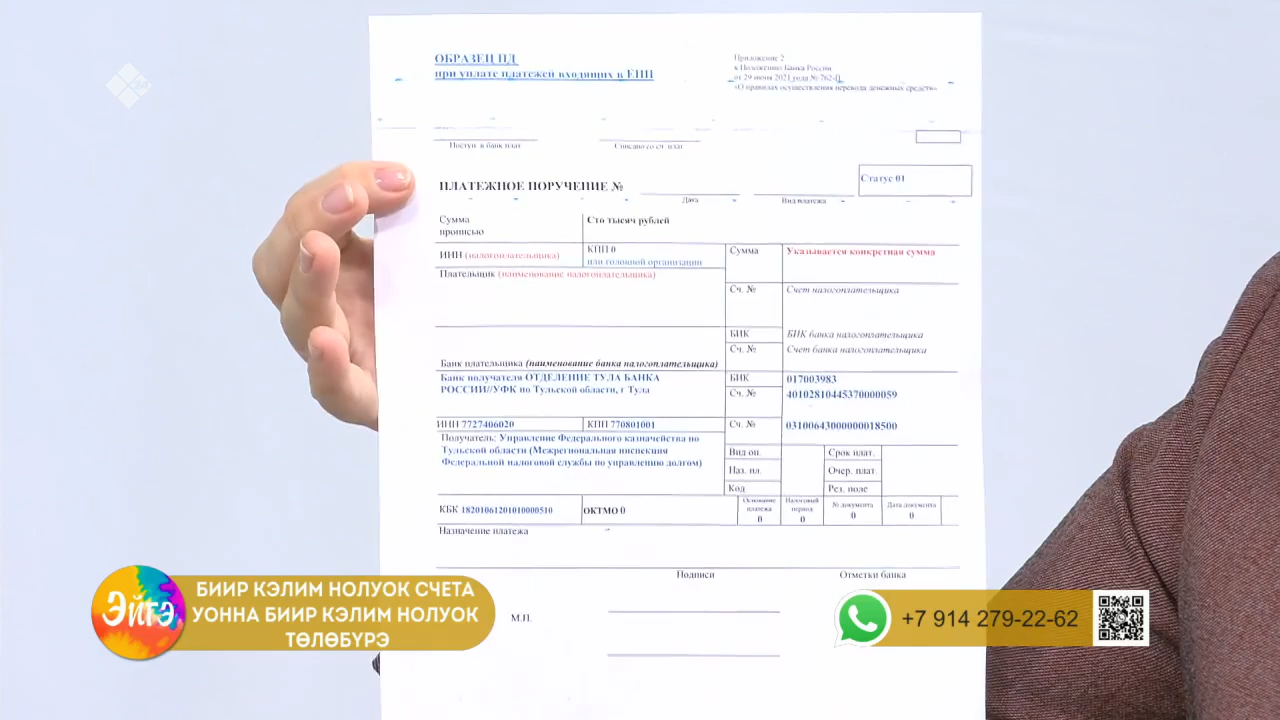 ОБРАЗЕЦ ПД
при уплате платежей входящих в ЕНП
Приложение 2
к Положению Банка России
от 29 июня 2021 года № 762-П
«О правилах осуществления перевода денежных средств»
Поступ. в банк плат
Списано со сч. плат
Статус 01
ПЛАТЕЖНОЕ ПОРУЧЕНИЕ №
Дата
Вид платежа
Сумма
прописью
Сто тысяч рублей
ИНН (налогоплательщика)
КПП 0
или головной организации
Сумма
Указывается конкретная сумма
Плательщик (наименование налогоплательщика)
Сч. №
Счет налогоплательщика
БИК
БИК банка налогоплательщика
Сч. №
Счет банка налогоплательщика
Банк плательщика (наименование банка налогоплательщика)
Банк получателя ОТДЕЛЕНИЕ ТУЛА БАНКА
РОССИИ//УФК по Тульской области, г Тула
БИК
017003983
Сч. №
40102810445370000059
ИНН 7727406020
КПП 770801001
Сч. №
03100643000000018500
Получатель: Управление Федерального казначейства по
Тульской области (Межрегиональная инспекция
Федеральной налоговой службы по управлению долгом)
Вид оп.
Срок плат.
Наз. пл.
Очер. плат.
Код
Рез. поле
КБК 18201061201010000510
ОКТМО 0
Основание
платежа
0
Налоговый
период
0
№ документа
0
Дата документа
0
Назначение платежа
Подписи
Отметки банка
М.П.
Эйгэ
БИИР КЭЛИМ НОЛУОК СЧЕТА
УОННА БИИР КЭЛИМ НОЛУОК
ТӨЛӨБҮРЭ
+7 914 279-22-62